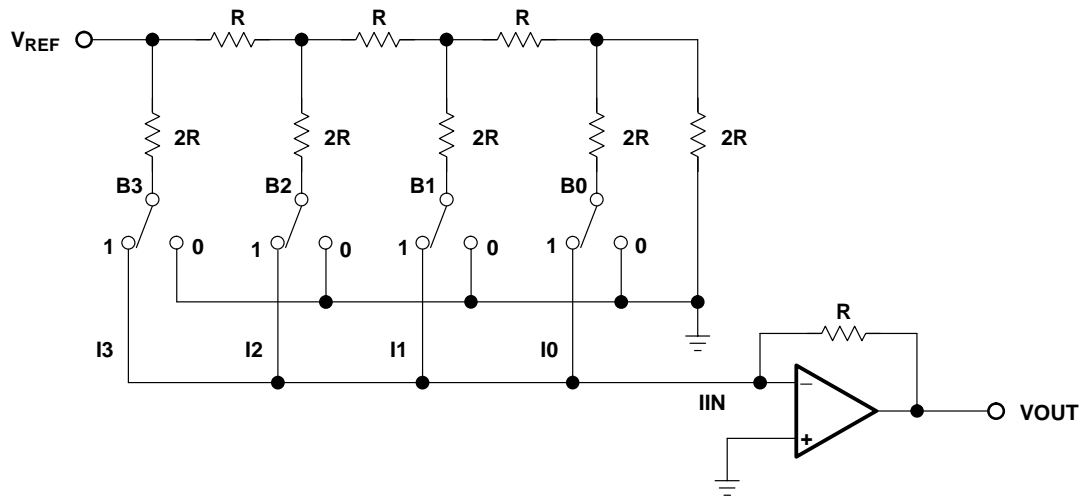 R R R
VREF
2R 2R 2R 2R 2R
B3 B2 B1 B0
1 0 1 0 1 0 1 0
R
I3 I2 I1 I0
IIN
−
+
VOUT